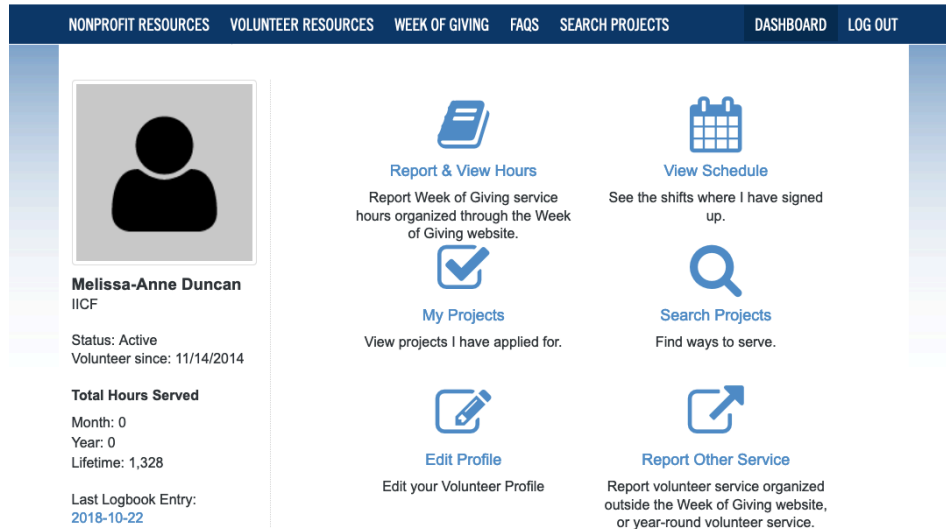 NONPROFIT RESOURCES VOLUNTEER RESOURCES WEEK OF GIVING FAQS SEARCH PROJECTS DASHBOARD LOG OUT
Melissa-Anne Duncan
IICF
Status: Active
Volunteer since: 11/14/2014
Total Hours Served
Month: 0
Year: 0
Lifetime: 1,328
Last Logbook Entry:
2018-10-22
Report & View Hours
Report Week of Giving service
hours organized through the Week
of Giving website.
View Schedule
See the shifts where I have signed
up.
My Projects
View projects I have applied for.
Search Projects
Find ways to serve.
Edit Profile
Edit your Volunteer Profile
Report Other Service
Report volunteer service organized
outside the Week of Giving website,
or year-round volunteer service.